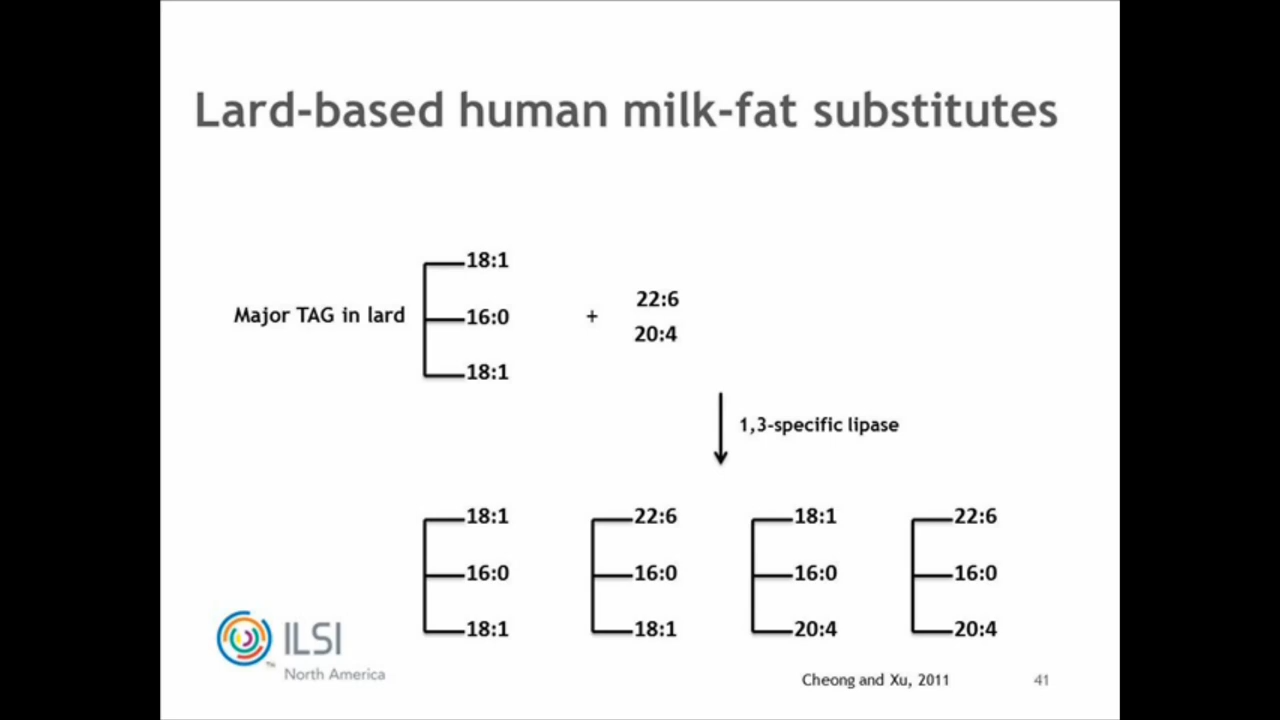 Lard-based human milk-fat substitutes
18:1
Major TAG in lard
16:0
18:1
+
22:6
20:4
1,3-specific lipase
18:1
16:0
18:1
22:6
16:0
18:1
18:1
16:0
20:4
22:6
16:0
20:4
ILSI
TM
North America
Cheong and Xu, 2011
41